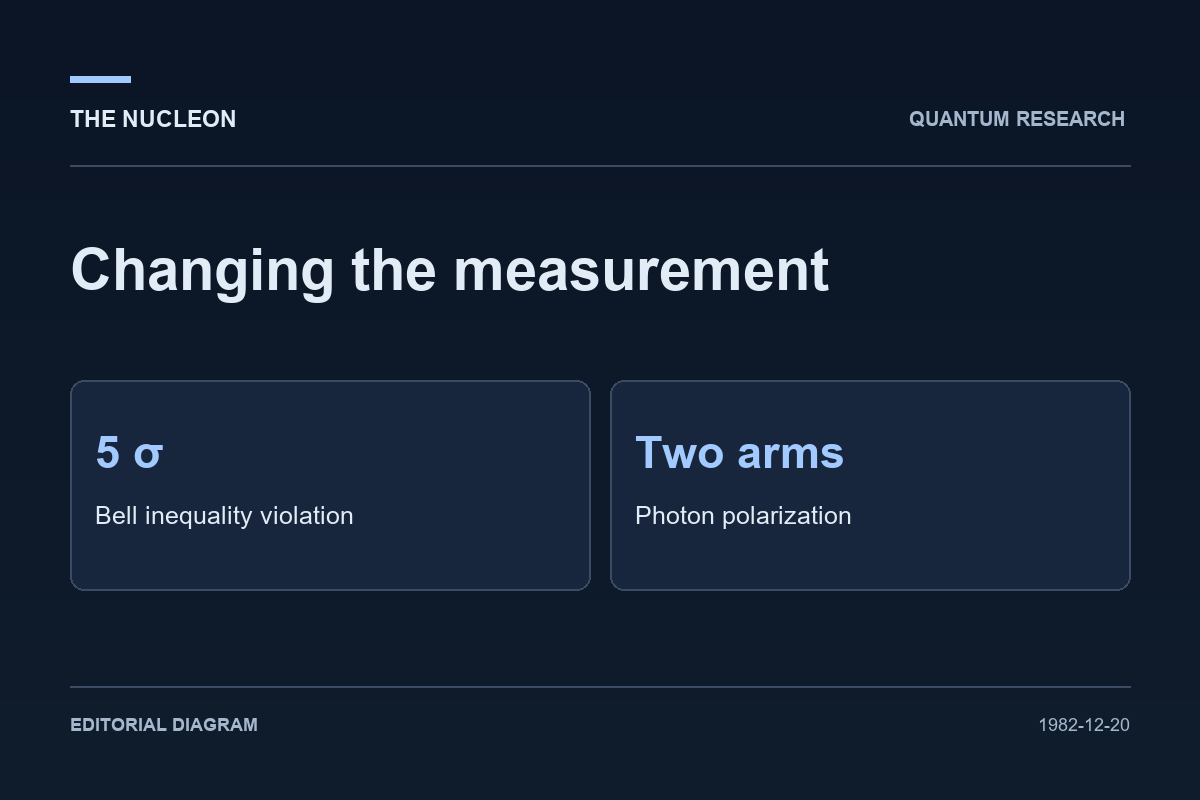 THE NUCLEON
QUANTUM RESEARCH
Changing the measurement
5 σ
Bell inequality violation
Two arms
Photon polarization
EDITORIAL DIAGRAM
1982-12-20